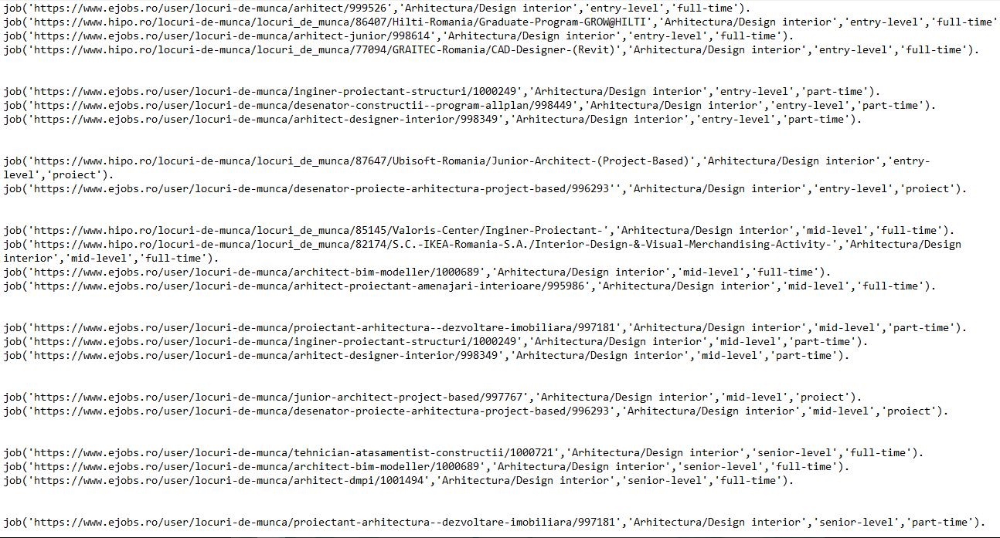 job('https://www.ejobs.ro/user/locuri-de-munca/arhitect/999526','Arhitectura/Design interior','entry-level','full-time').
job('https://www.hipo.ro/locuri-de-munca/locuri_de_munca/86407/Hilti-Romania/Graduate-Program-GROW@HILTI','Arhitectura/Design interior','entry-level','full-time'
job('https://www.ejobs.ro/user/locuri-de-munca/arhitect-junior/998614','Arhitectura/Design interior','entry-level','full-time').
job('https://www.hipo.ro/locuri-de-munca/locuri_de_munca/77094/GRAITEC-Romania/CAD-Designer-(Revit)','Arhitectura/Design interior','entry-level','full-time').
job('https://www.ejobs.ro/user/locuri-de-munca/inginer-proiectant-structuri/1000249','Arhitectura/Design interior','entry-level','part-time').
job('https://www.ejobs.ro/user/locuri-de-munca/desenator-constructii--program-allplan/998449','Arhitectura/Design interior','entry-level','part-time').
job('https://www.ejobs.ro/user/locuri-de-munca/arhitect-designer-interior/998349','Arhitectura/Design interior','entry-level','part-time').
job('https://www.hipo.ro/locuri-de-munca/locuri_de_munca/87647/Ubisoft-Romania/Junior-Architect-(Project-Based)','Arhitectura/Design interior','entry-
level','proiect').
job('https://www.ejobs.ro/user/locuri-de-munca/desenator-proiecte-arhitectura-project-based/996293'','Arhitectura/Design interior','entry-level','proiect').
job('https://www.hipo.ro/locuri-de-munca/locuri_de_munca/85145/Valoris-Center/Inginer-Proiectant-','Arhitectura/Design interior','mid-level','full-time').
job('https://www.hipo.ro/locuri-de-munca/locuri_de_munca/82174/S.C.-IKEA-Romania-S.A./Interior-Design-&-Visual-Merchandising-Activity-','Arhitectura/Design
interior','mid-level','full-time').
job('https://www.ejobs.ro/user/locuri-de-munca/architect-bim-modeller/1000689','Arhitectura/Design interior','mid-level','full-time').
job('https://www.ejobs.ro/user/locuri-de-munca/arhitect-proiectant-amenajari-interioare/995986','Arhitectura/Design interior','mid-level','full-time').
job('https://www.ejobs.ro/user/locuri-de-munca/proiectant-arhitectura--dezvoltare-imobiliara/997181','Arhitectura/Design interior','mid-level','part-time').
job('https://www.ejobs.ro/user/locuri-de-munca/inginer-proiectant-structuri/1000249','Arhitectura/Design interior','mid-level','part-time').
job('https://www.ejobs.ro/user/locuri-de-munca/arhitect-designer-interior/998349','Arhitectura/Design interior','mid-level','part-time').
job('https://www.ejobs.ro/user/locuri-de-munca/junior-architect-project-based/997767','Arhitectura/Design interior','mid-level','proiect').
job('https://www.ejobs.ro/user/locuri-de-munca/desenator-proiecte-arhitectura-project-based/996293','Arhitectura/Design interior','mid-level','proiect').
job('https://www.ejobs.ro/user/locuri-de-munca/tehnician-atasamentist-constructii/1000721','Arhitectura/Design interior','senior-level','full-time').
job('https://www.ejobs.ro/user/locuri-de-munca/architect-bim-modeller/1000689','Arhitectura/Design interior','senior-level','full-time').
job('https://www.ejobs.ro/user/locuri-de-munca/arhitect-dmpi/1001494','Arhitectura/Design interior','senior-level','full-time').
job('https://www.ejobs.ro/user/locuri-de-munca/proiectant-arhitectura--dezvoltare-imobiliara/997181','Arhitectura/Design interior','senior-level','part-time').